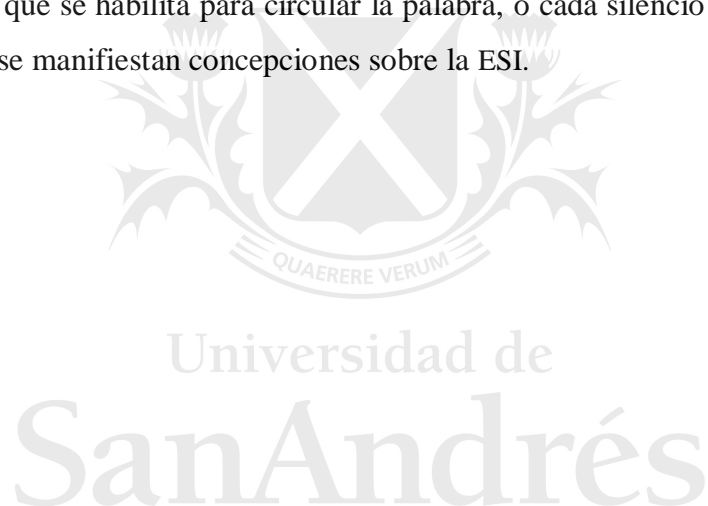 que se habilita para circular la palabra, o cada silencio
se manifiestan concepciones sobre la ESI.
QUAERERE VERUM
Universidad de
SanAndrés